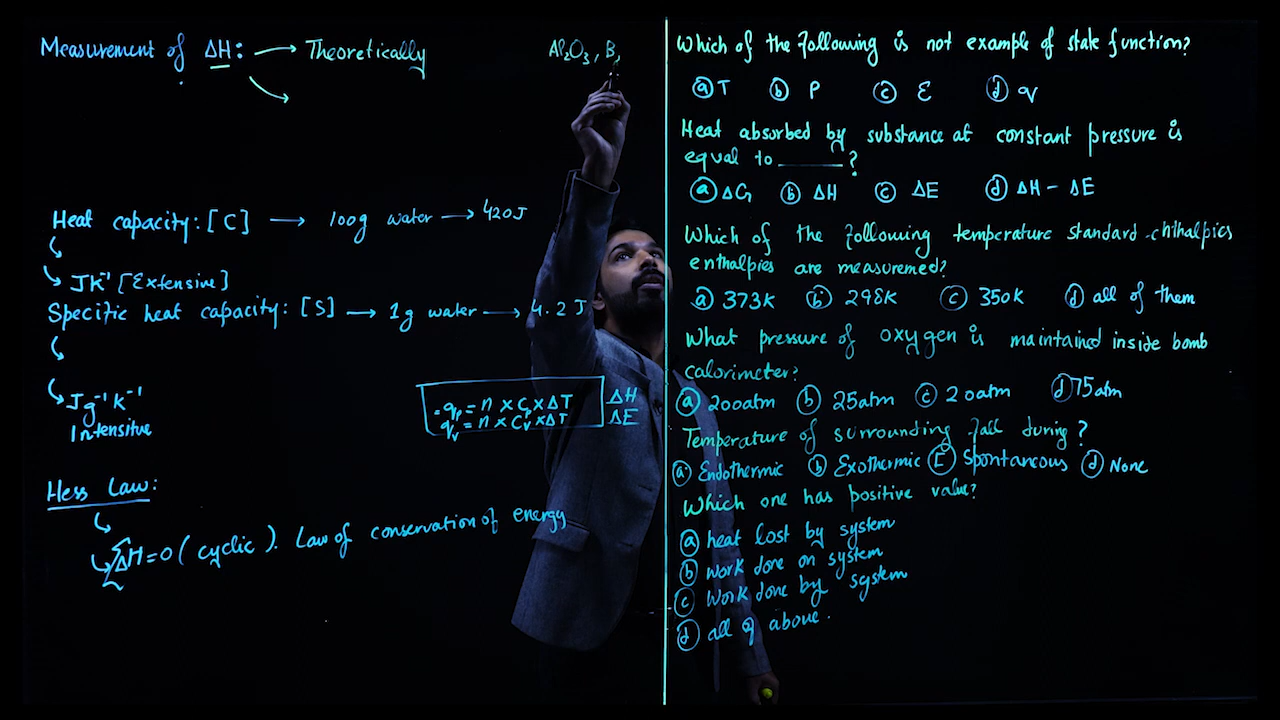 Measurement of ΔH: → Theoretically
Al₂O₃, B,
Heat capacity: [C] → 100g water → 420J
JK⁻¹ [Extensive]
Specific heat capacity: [S] → 1g water → 4.2 J
Jg⁻¹K⁻¹
Intensitive
qp = n × Cp × ΔT ΔH
qv = n × Cv × ΔT ΔE
Hess Law:
ΣΔH=0 (cyclic). Law of conservation of energy
Which of the following is not example of state function?
ⓐ T ⓑ P ⓒ E ⓓ q
Heat absorbed by substance at constant pressure is
equal to ______?
ⓐ ΔG ⓑ ΔH ⓒ ΔE ⓓ ΔH - ΔE
Which of the following temperature standard
enthalpies are measuremed?
ⓐ 373K ⓑ 298K ⓒ 350K ⓓ all of them
What pressure of oxygen is maintained inside bomb
calorimeter?
ⓐ 200atm ⓑ 25atm ⓒ 20atm ⓓ 75atm
Temperature of surrounding fall during?
ⓐ Endothermic ⓑ Exothermic Ⓔ Spontaneous ⓓ None
Which one has positive value?
ⓐ heat lost by system
ⓑ work done on system
ⓒ Work done by system
ⓓ all of above.